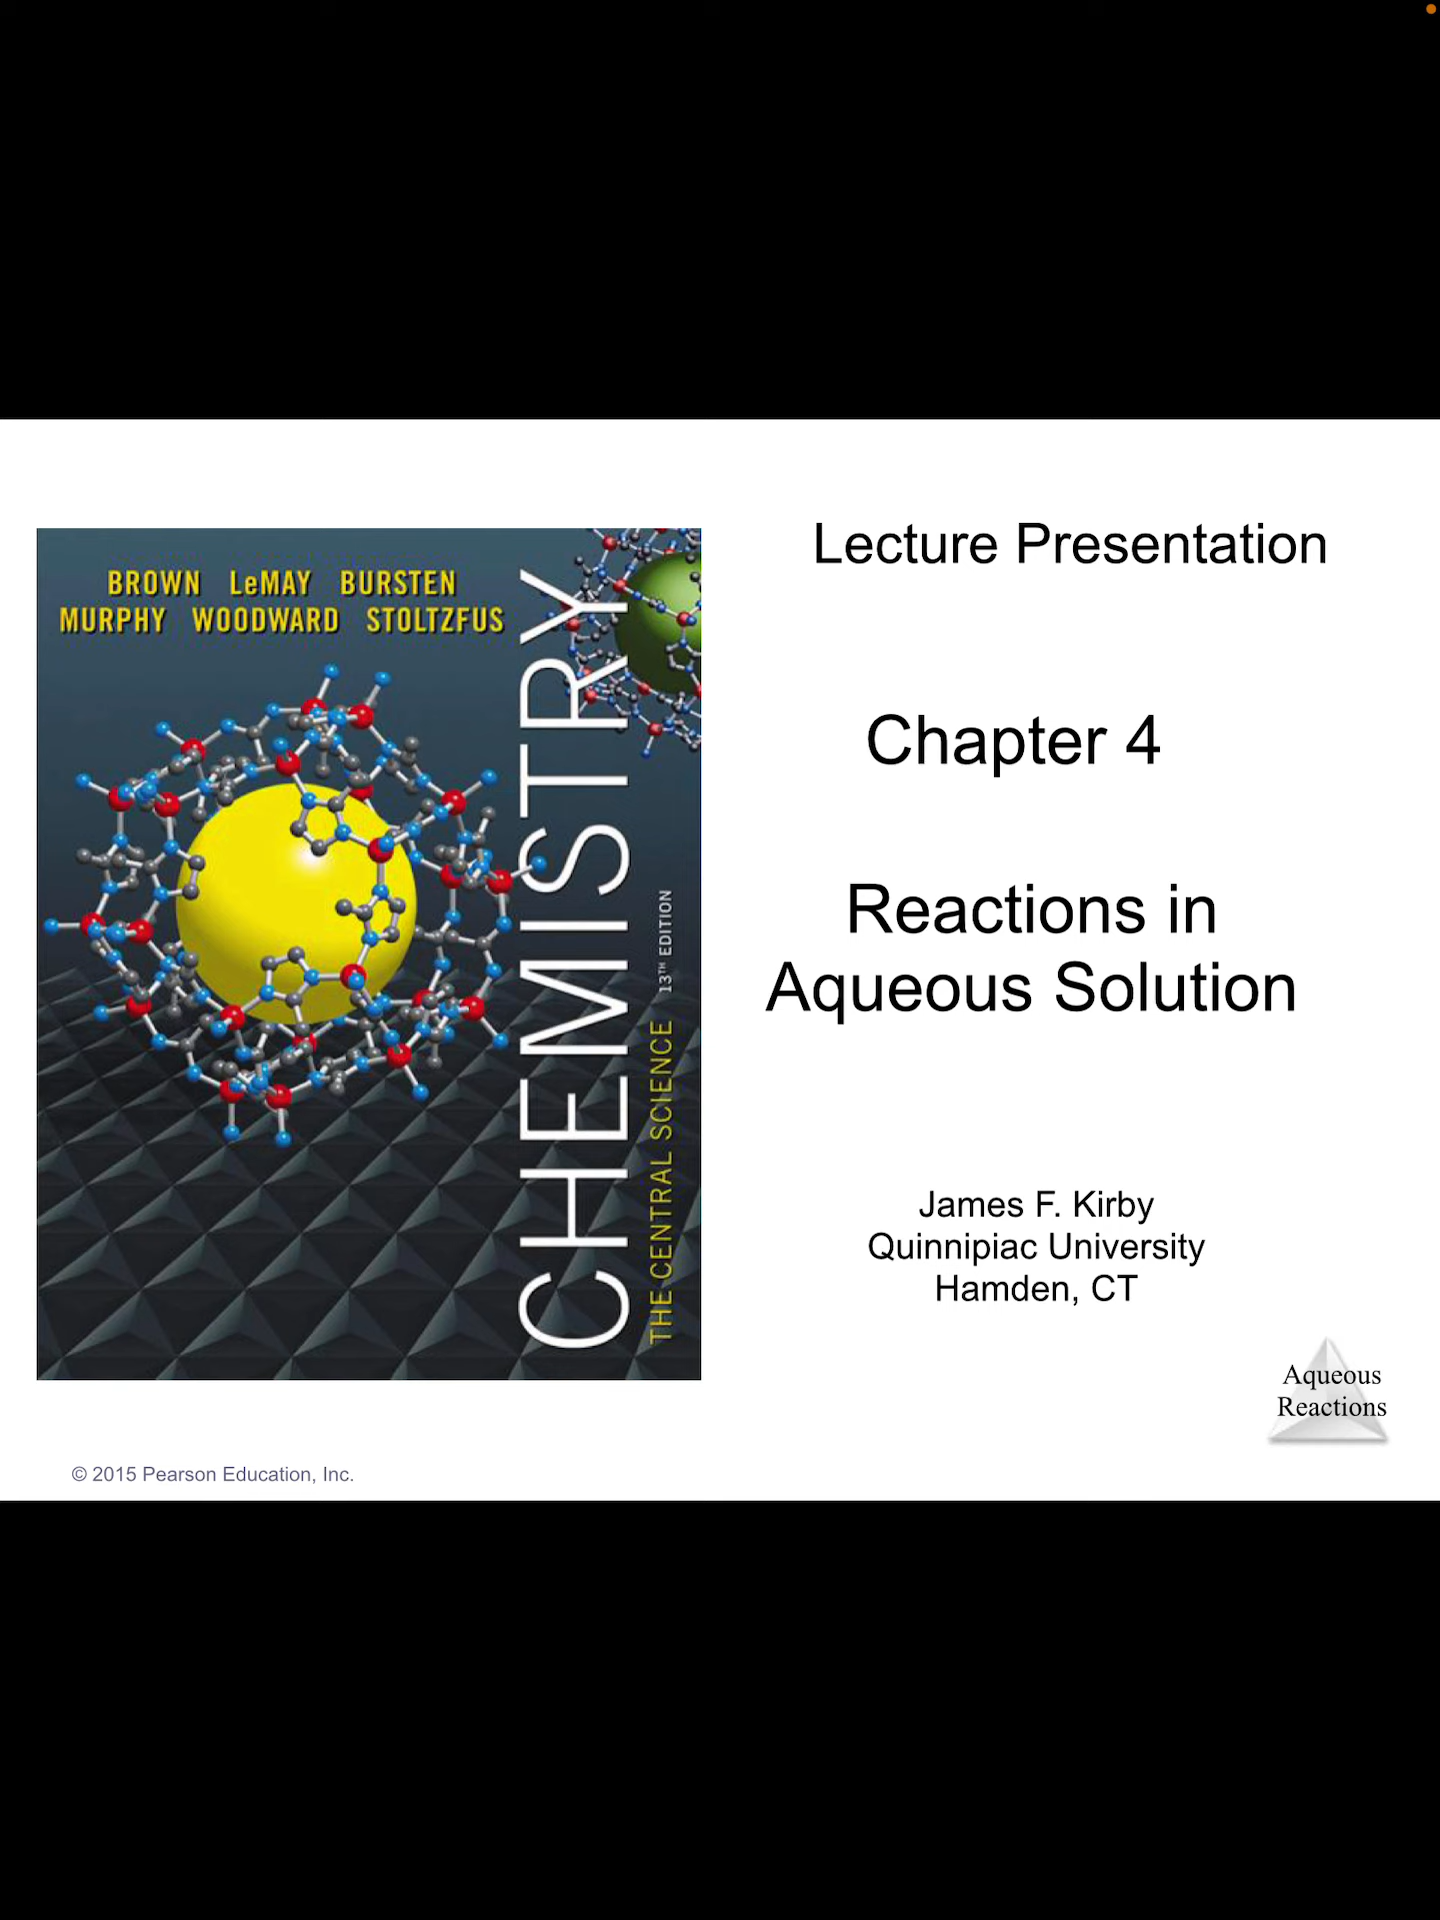 BROWN LeMAY BURSTEN
MURPHY WOODWARD STOLTZFUS
CHEMISTRY
THE CENTRAL SCIENCE 13TH EDITION
Lecture Presentation
Chapter 4
Reactions in
Aqueous Solution
James F. Kirby
Quinnipiac University
Hamden, CT
Aqueous
Reactions
© 2015 Pearson Education, Inc.